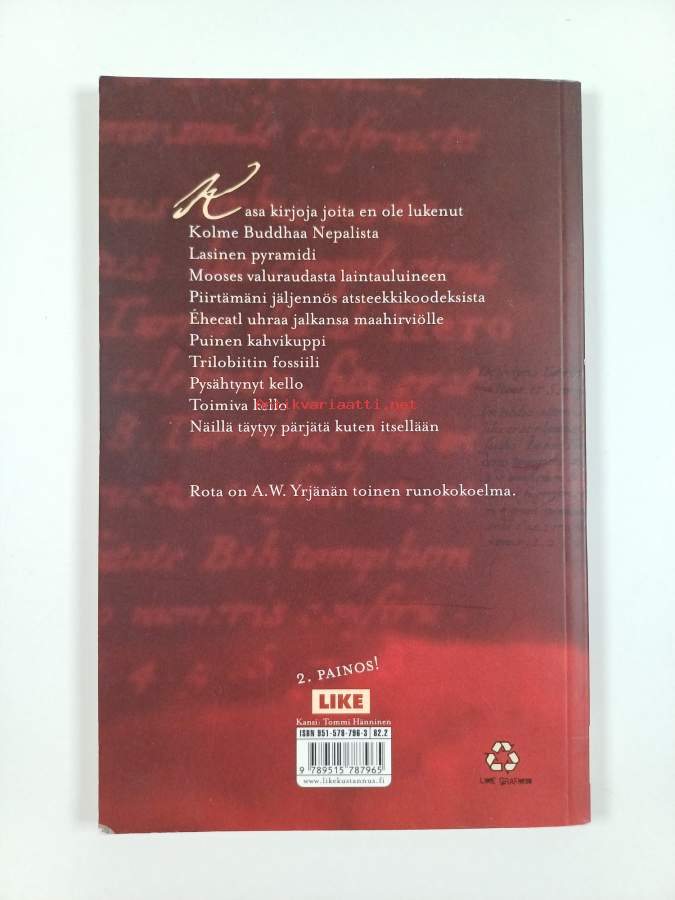 Kasa kirjoja joita en ole lukenut
Kolme Buddhaa Nepalista
Lasinen pyramidi
Mooses valuraudasta laintauluineen
Piirtämäni jäljennös atsteekkikoodeksista
Éhecatl uhraa jalkansa maahirviölle
Puinen kahvikuppi
Trilobiitin fossiili
Pysähtynyt kello
Toimiva kello
antikvariaatti.net
Näillä täytyy pärjätä kuten itsellään
Rota on A.W. Yrjänän toinen runokokoelma.
2. PAINOS!
LIKE
Kansi: Tommi Hänninen
ISBN 951-578-796-3 82.2
9 789515 787965
www.likekustannus.fi